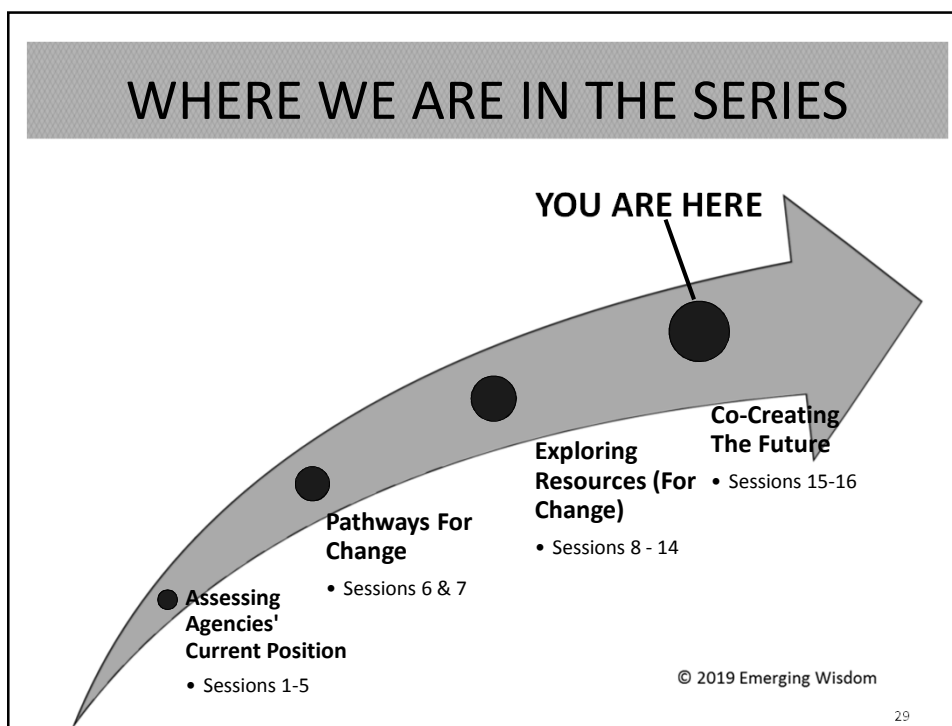 WHERE WE ARE IN THE SERIES
YOU ARE HERE
Assessing
Agencies'
Current Position
• Sessions 1-5
Pathways For
Change
• Sessions 6 & 7
Exploring
Resources (For
Change)
• Sessions 8 - 14
Co-Creating
The Future
• Sessions 15-16
© 2019 Emerging Wisdom
29